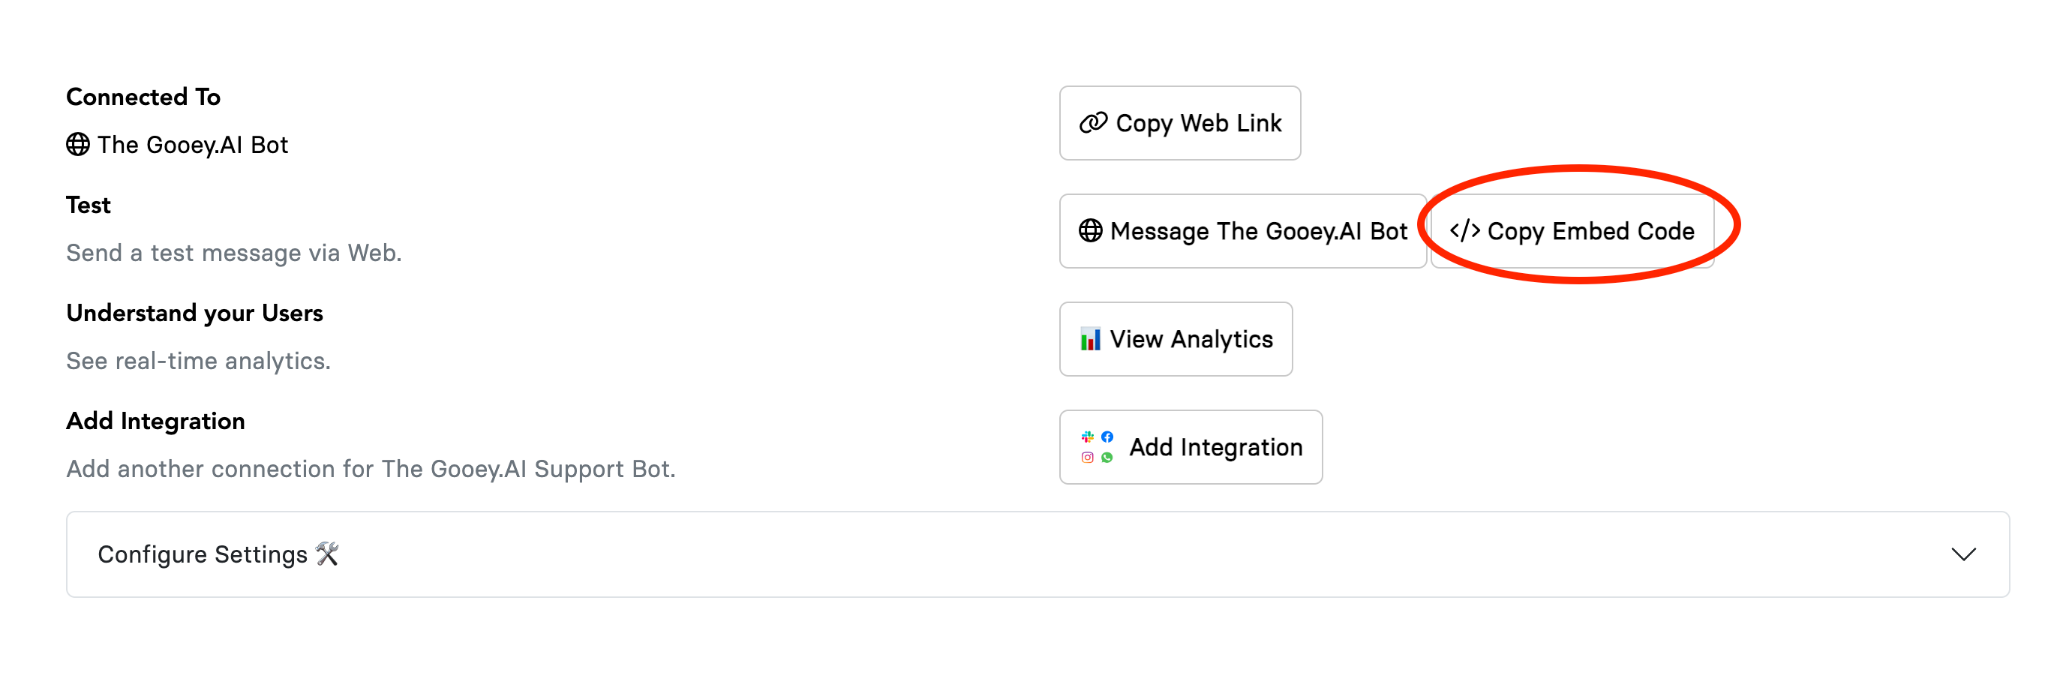 Connected To
The Gooey.AI Bot
Copy Web Link
Test
Send a test message via Web.
Message The Gooey.AI Bot
</> Copy Embed Code
Understand your Users
See real-time analytics.
View Analytics
Add Integration
Add another connection for The Gooey.AI Support Bot.
Add Integration
Configure Settings 🛠